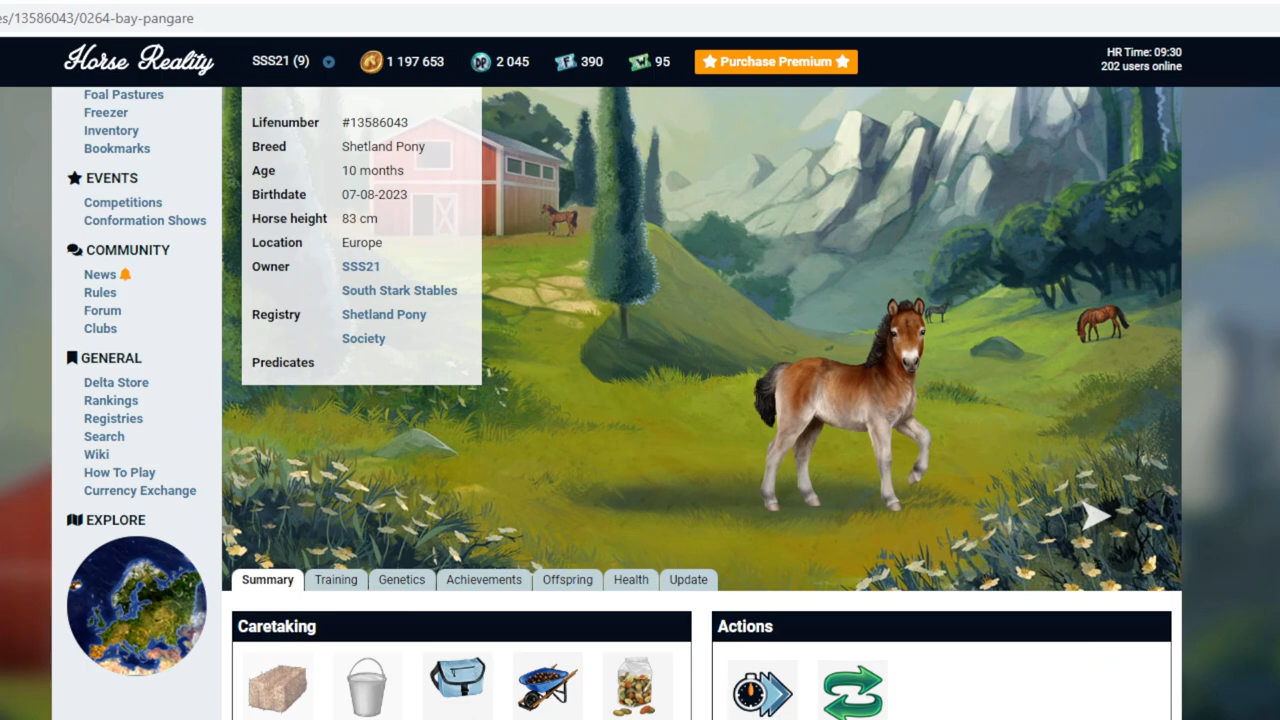 es/13586043/0264-bay-pangare
Horse Reality
SSS21 (9)
1 197 653
DP
2 045
F
390
W
95
Purchase Premium
HR Time: 09:30
202 users online
Foal Pastures
Freezer
Inventory
Bookmarks
EVENTS
Competitions
Conformation Shows
COMMUNITY
News
Rules
Forum
Clubs
GENERAL
Delta Store
Rankings
Registries
Search
Wiki
How To Play
Currency Exchange
EXPLORE
Lifenumber #13586043
Breed Shetland Pony
Age 10 months
Birthdate 07-08-2023
Horse height 83 cm
Location Europe
Owner SSS21
South Stark Stables
Registry Shetland Pony
Society
Predicates
Summary Training Genetics Achievements Offspring Health Update
Caretaking
Actions